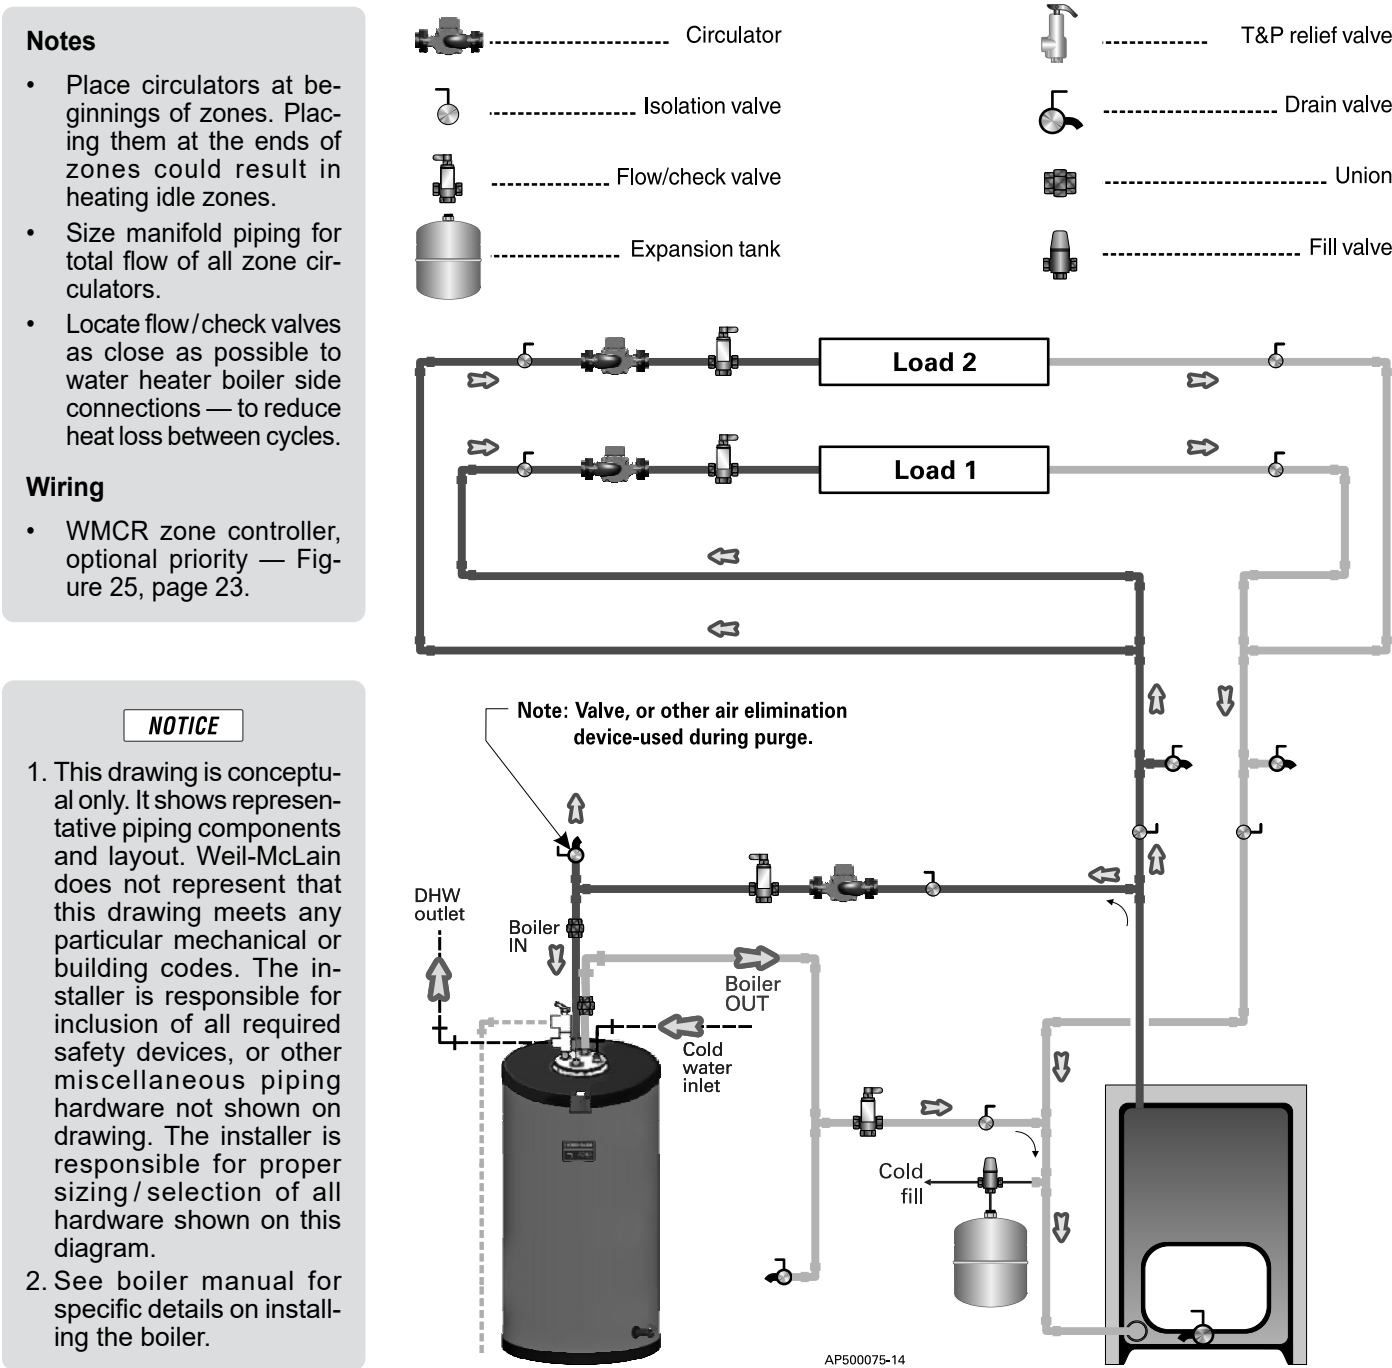 Notes
• Place circulators at be-
ginnings of zones. Plac-
ing them at the ends of
zones could result in
heating idle zones.
• Size manifold piping for
total flow of all zone cir-
culators.
• Locate flow/check valves
as close as possible to
water heater boiler side
connections — to reduce
heat loss between cycles.
Wiring
• WMCR zone controller,
optional priority — Fig-
ure 25, page 23.
NOTICE
1. This drawing is conceptu-
al only. It shows represen-
tative piping components
and layout. Weil-McLain
does not represent that
this drawing meets any
particular mechanical or
building codes. The in-
staller is responsible for
inclusion of all required
safety devices, or other
miscellaneous piping
hardware not shown on
drawing. The installer is
responsible for proper
sizing/selection of all
hardware shown on this
diagram.
2. See boiler manual for
specific details on install-
ing the boiler.
Circulator
Isolation valve
Flow/check valve
Expansion tank
T&P relief valve
Drain valve
Union
Fill valve
Load 2
Load 1
Note: Valve, or other air elimination
device-used during purge.
DHW
outlet
Boiler
IN
Boiler
OUT
Cold
water
inlet
Cold
fill
AP500075-14